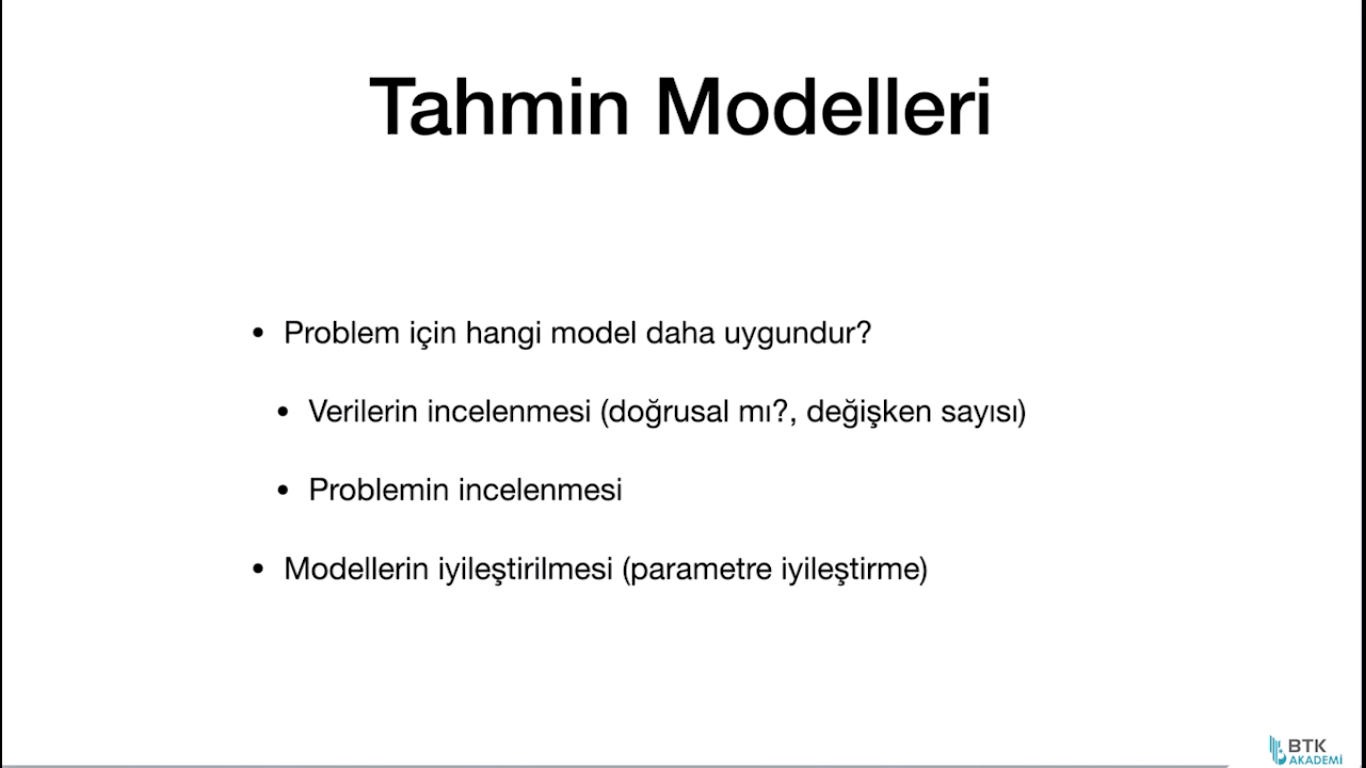 Tahmin Modelleri
• Problem için hangi model daha uygundur?
• Verilerin incelenmesi (doğrusal mı?, değişken sayısı)
• Problemin incelenmesi
• Modellerin iyileştirilmesi (parametre iyileştirme)
BTK
AKADEMİ